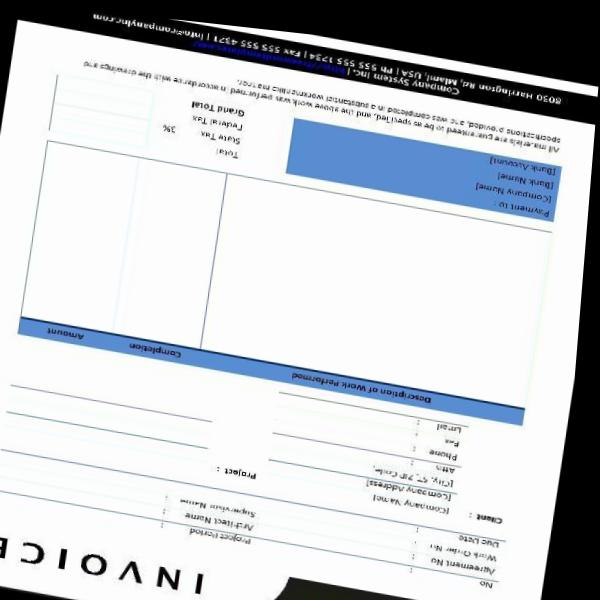 INVOICE
No :
Agreement No :
Work Order No :
Due Date :
Project Period :
Architect Name :
Supervisor Name :
Client :
[Company Name]
[Company Address]
[City, ST, ZIP Code]
Attn :
Phone :
Fax :
Email :
Project :
Description of Work Performed
Completion
Amount
Payment to :
[Company Name]
[Bank Name]
[Bank Account]
Total
State Tax 3%
Federal Tax
Grand Total
All materials are guaranteed to be as specified, and the above work was performed in accordance with the drawings and
specifications provided, and was completed in a substantial workmanlike manner.
Company System Inc. |
8030 Harrington Rd, Miami, USA | Ph 555 555 1234 | Fax 555 555 4321 | info@companyinc.com